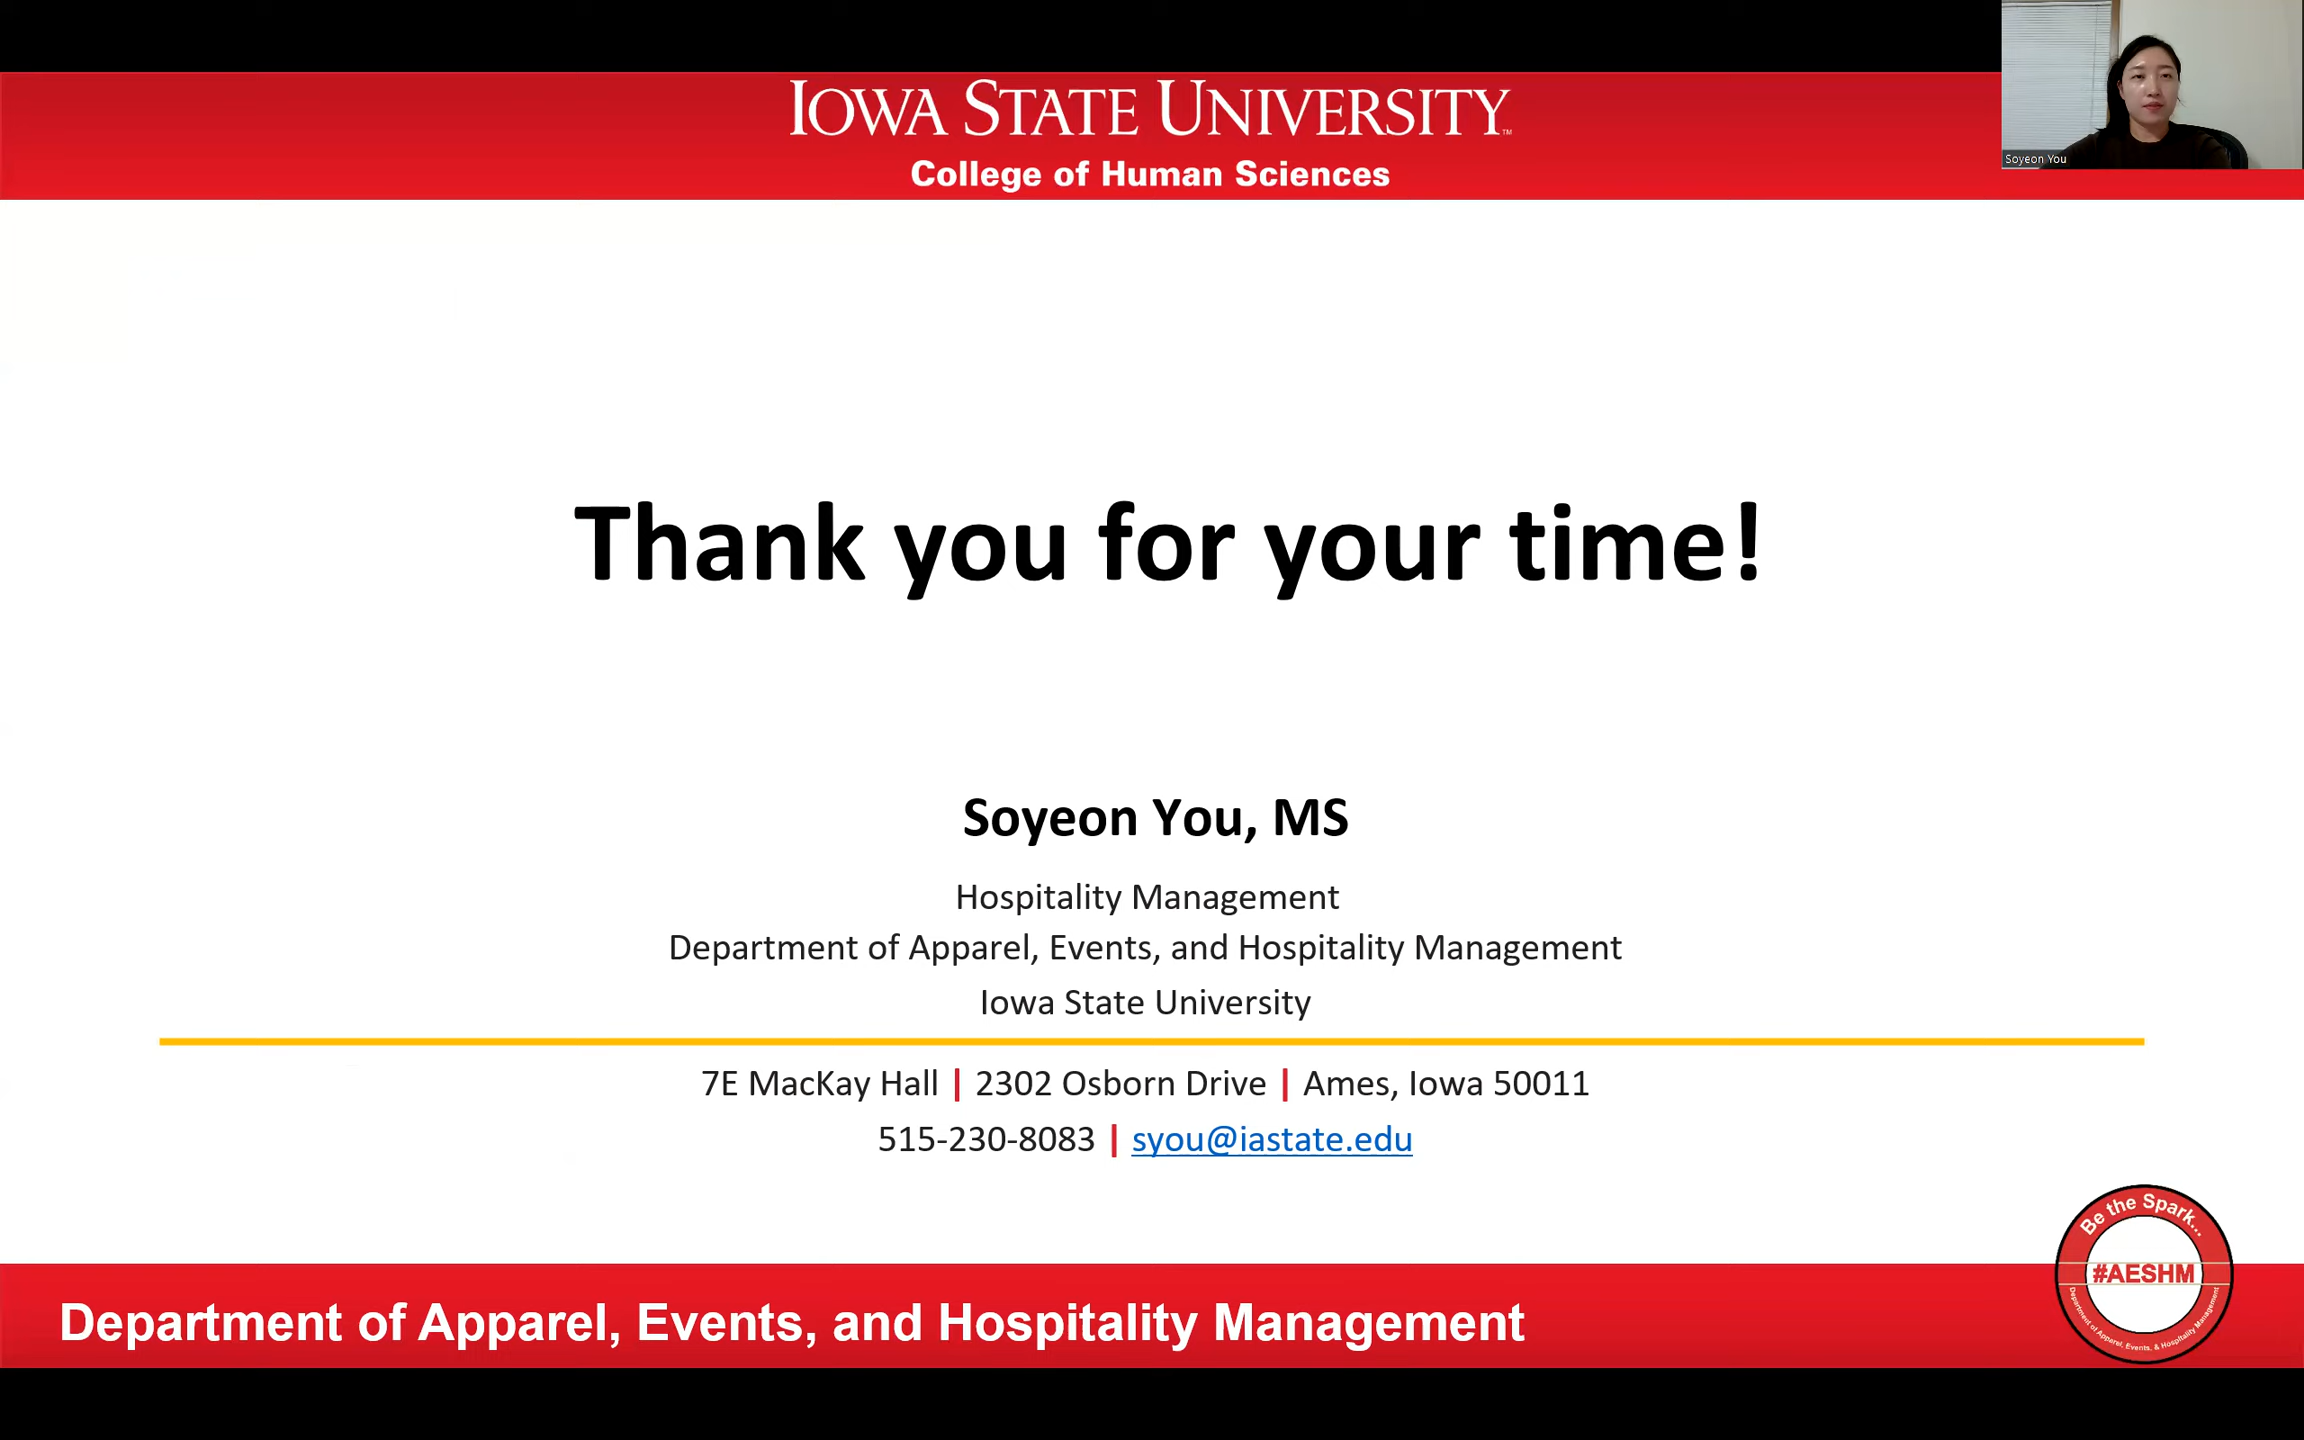 IOWA STATE UNIVERSITY™
College of Human Sciences
Soyeon You
Thank you for your time!
Soyeon You, MS
Hospitality Management
Department of Apparel, Events, and Hospitality Management
Iowa State University
7E MacKay Hall | 2302 Osborn Drive | Ames, Iowa 50011
515-230-8083 | syou@iastate.edu
Be the Spark...
#AESHM
Department of Apparel, Events, & Hospitality Management
Department of Apparel, Events, and Hospitality Management